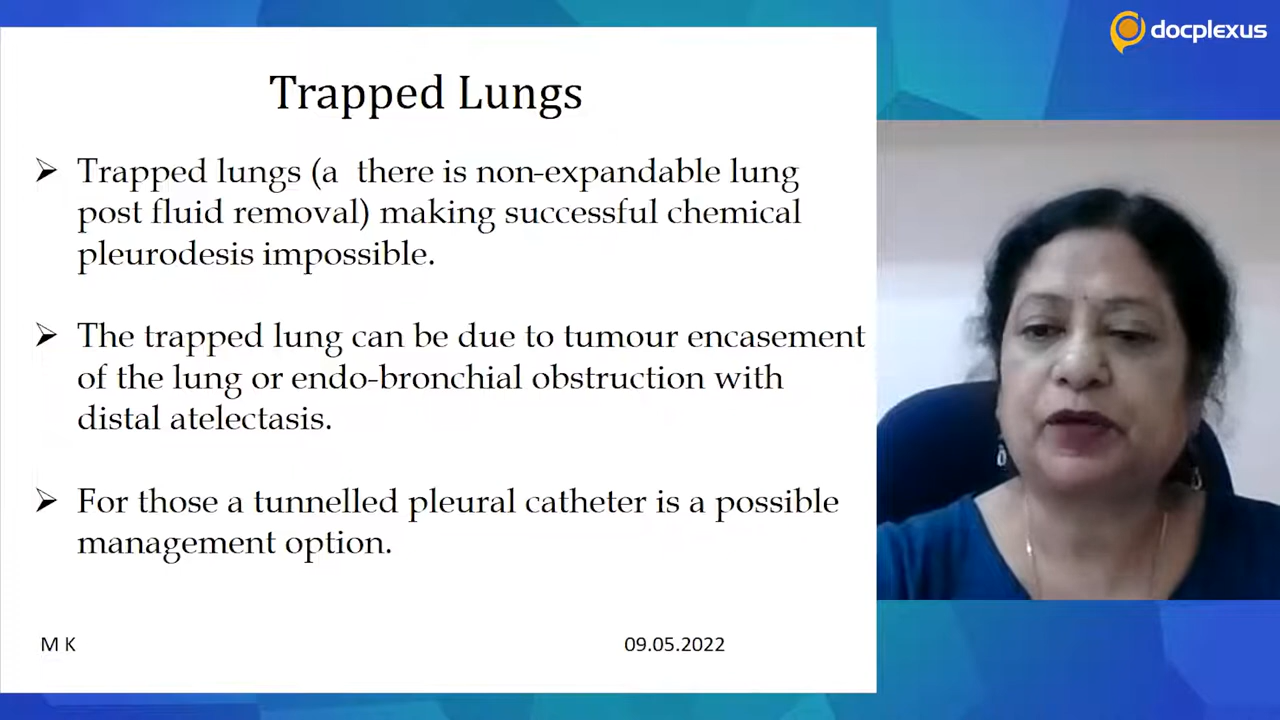 docplexus
Trapped Lungs
➢ Trapped lungs (a there is non-expandable lung
post fluid removal) making successful chemical
pleurodesis impossible.
➢ The trapped lung can be due to tumour encasement
of the lung or endo-bronchial obstruction with
distal atelectasis.
➢ For those a tunnelled pleural catheter is a possible
management option.
M K 09.05.2022